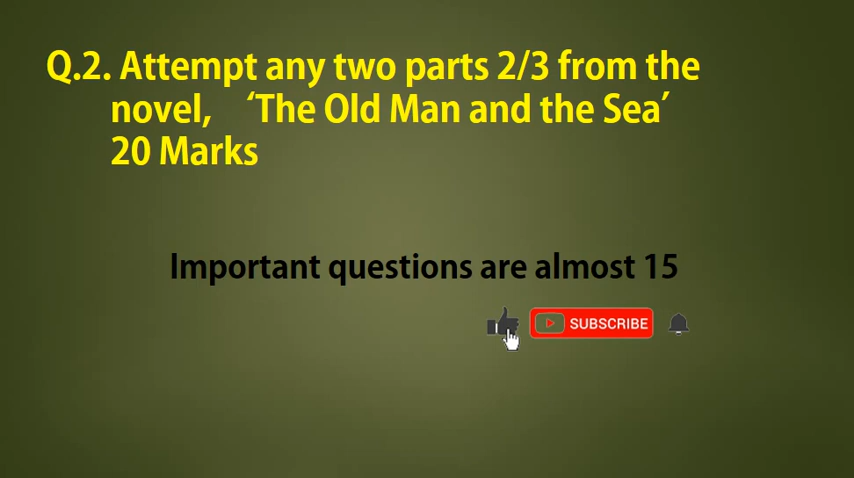 Q.2. Attempt any two parts 2/3 from the
novel, ‘The Old Man and the Sea’
20 Marks
Important questions are almost 15
SUBSCRIBE